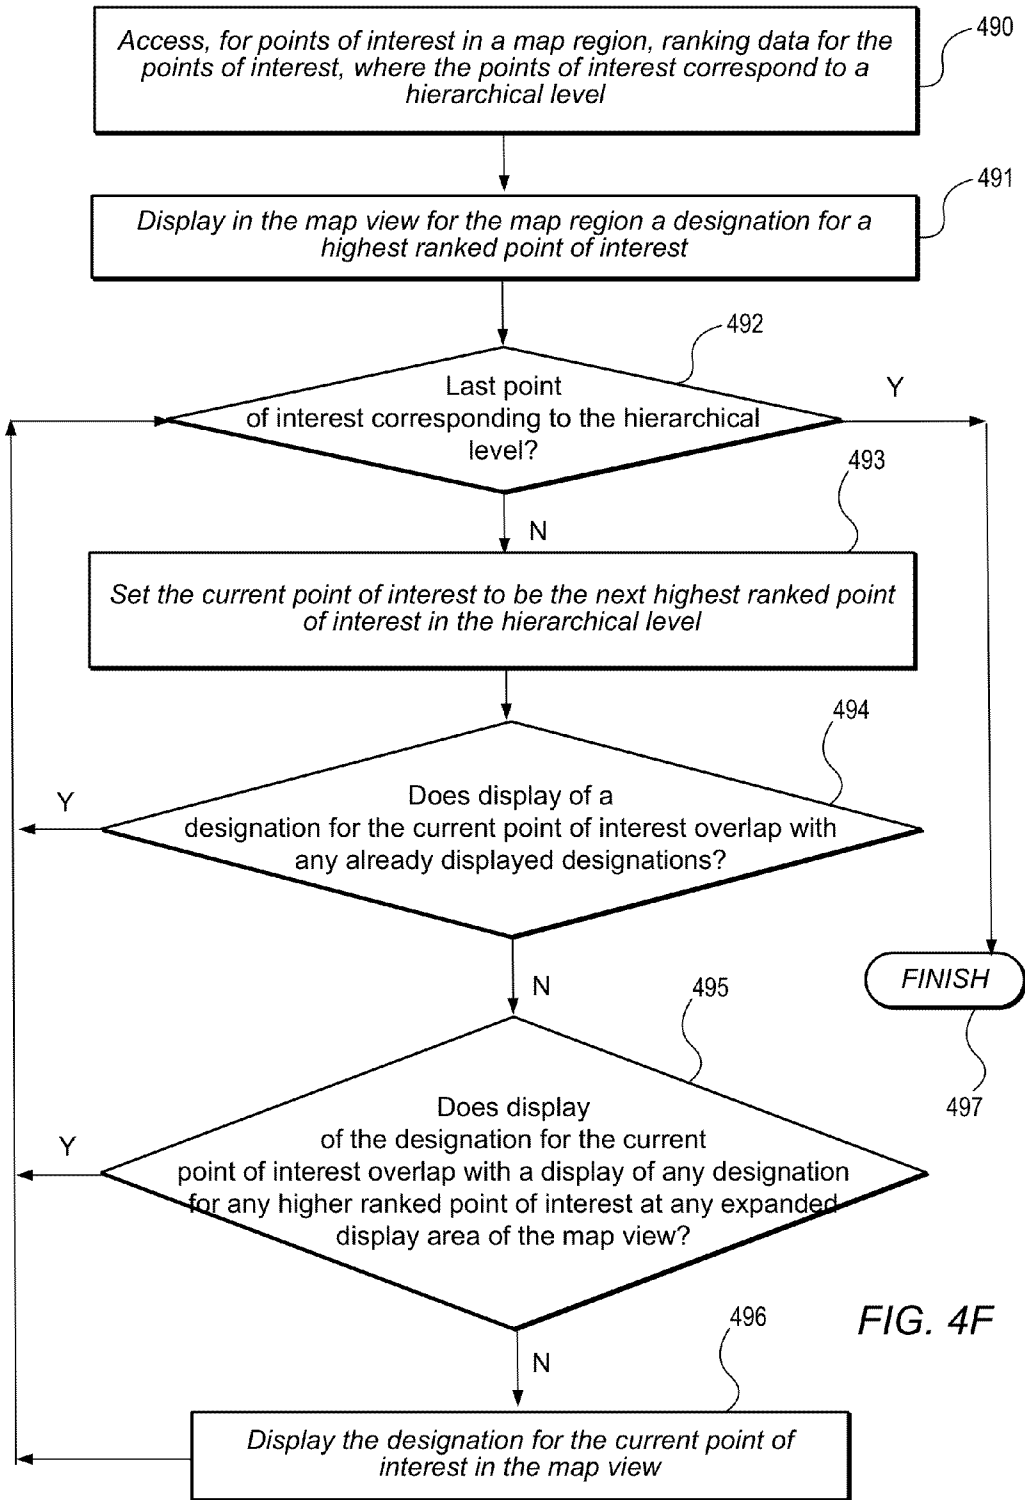 Access, for points of interest in a map region, ranking data for the
points of interest, where the points of interest correspond to a
hierarchical level
490
Display in the map view for the map region a designation for a
highest ranked point of interest
491
492
Last point
of interest corresponding to the hierarchical
level?
Y
N
493
Set the current point of interest to be the next highest ranked point
of interest in the hierarchical level
494
Does display of a
designation for the current point of interest overlap with
any already displayed designations?
Y
N
FINISH
497
495
Does display
of the designation for the current
point of interest overlap with a display of any designation
for any higher ranked point of interest at any expanded
display area of the map view?
Y
N
FIG. 4F
496
Display the designation for the current point of
interest in the map view